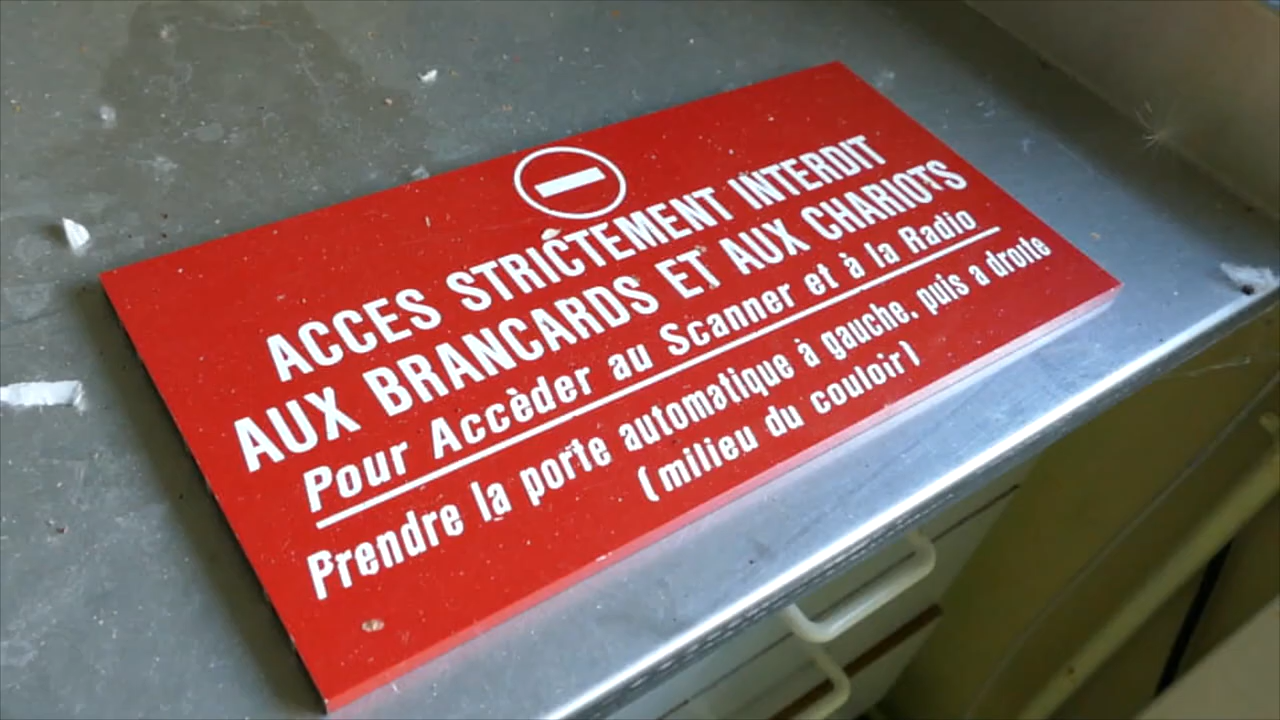 ACCES STRICTEMENT INTERDIT
AUX BRANCARDS ET AUX CHARIOTS
Pour Accèder au Scanner et à la Radio
Prendre la porte automatique à gauche. puis a droite
(milieu du couloir)